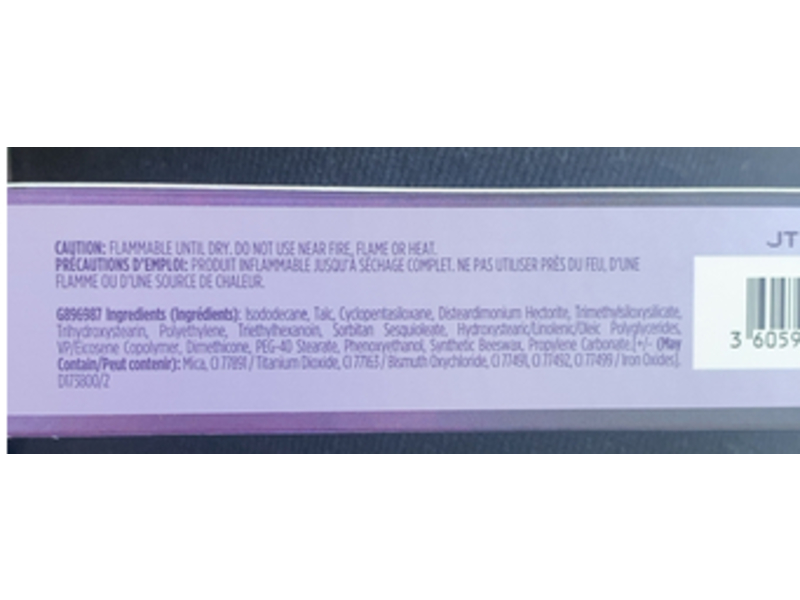 CAUTION: FLAMMABLE UNTIL DRY. DO NOT USE NEAR FIRE, FLAME OR HEAT.
PRÉCAUTIONS D'EMPLOI: PRODUIT INFLAMMABLE JUSQU'À SÉCHAGE COMPLET. NE PAS UTILISER PRÈS DU FEU, D'UNE
FLAMME OU D'UNE SOURCE DE CHALEUR.
JT
G896987 Ingredients (Ingrédients): Isododecane, Talc, Cyclopentasiloxane, Disteardimonium Hectorite, Trimethylsiloxysilicate,
Trihydroxystearin, Polyethylene, Triethylhexanoin, Sorbitan Sesquioleate, Hydroxystearic/Linolenic/Oleic Polyglycerides,
VP/Eicosene Copolymer, Dimethicone, PEG-40 Stearate, Phenoxyethanol, Synthetic Beeswax, Propylene Carbonate.[+/- (May
Contain/Peut contenir): Mica, CI 77891 / Titanium Dioxide, CI 77163 / Bismuth Oxychloride, CI 77491, CI 77492, CI 77499 / Iron Oxides].
D173800/2
3 6059